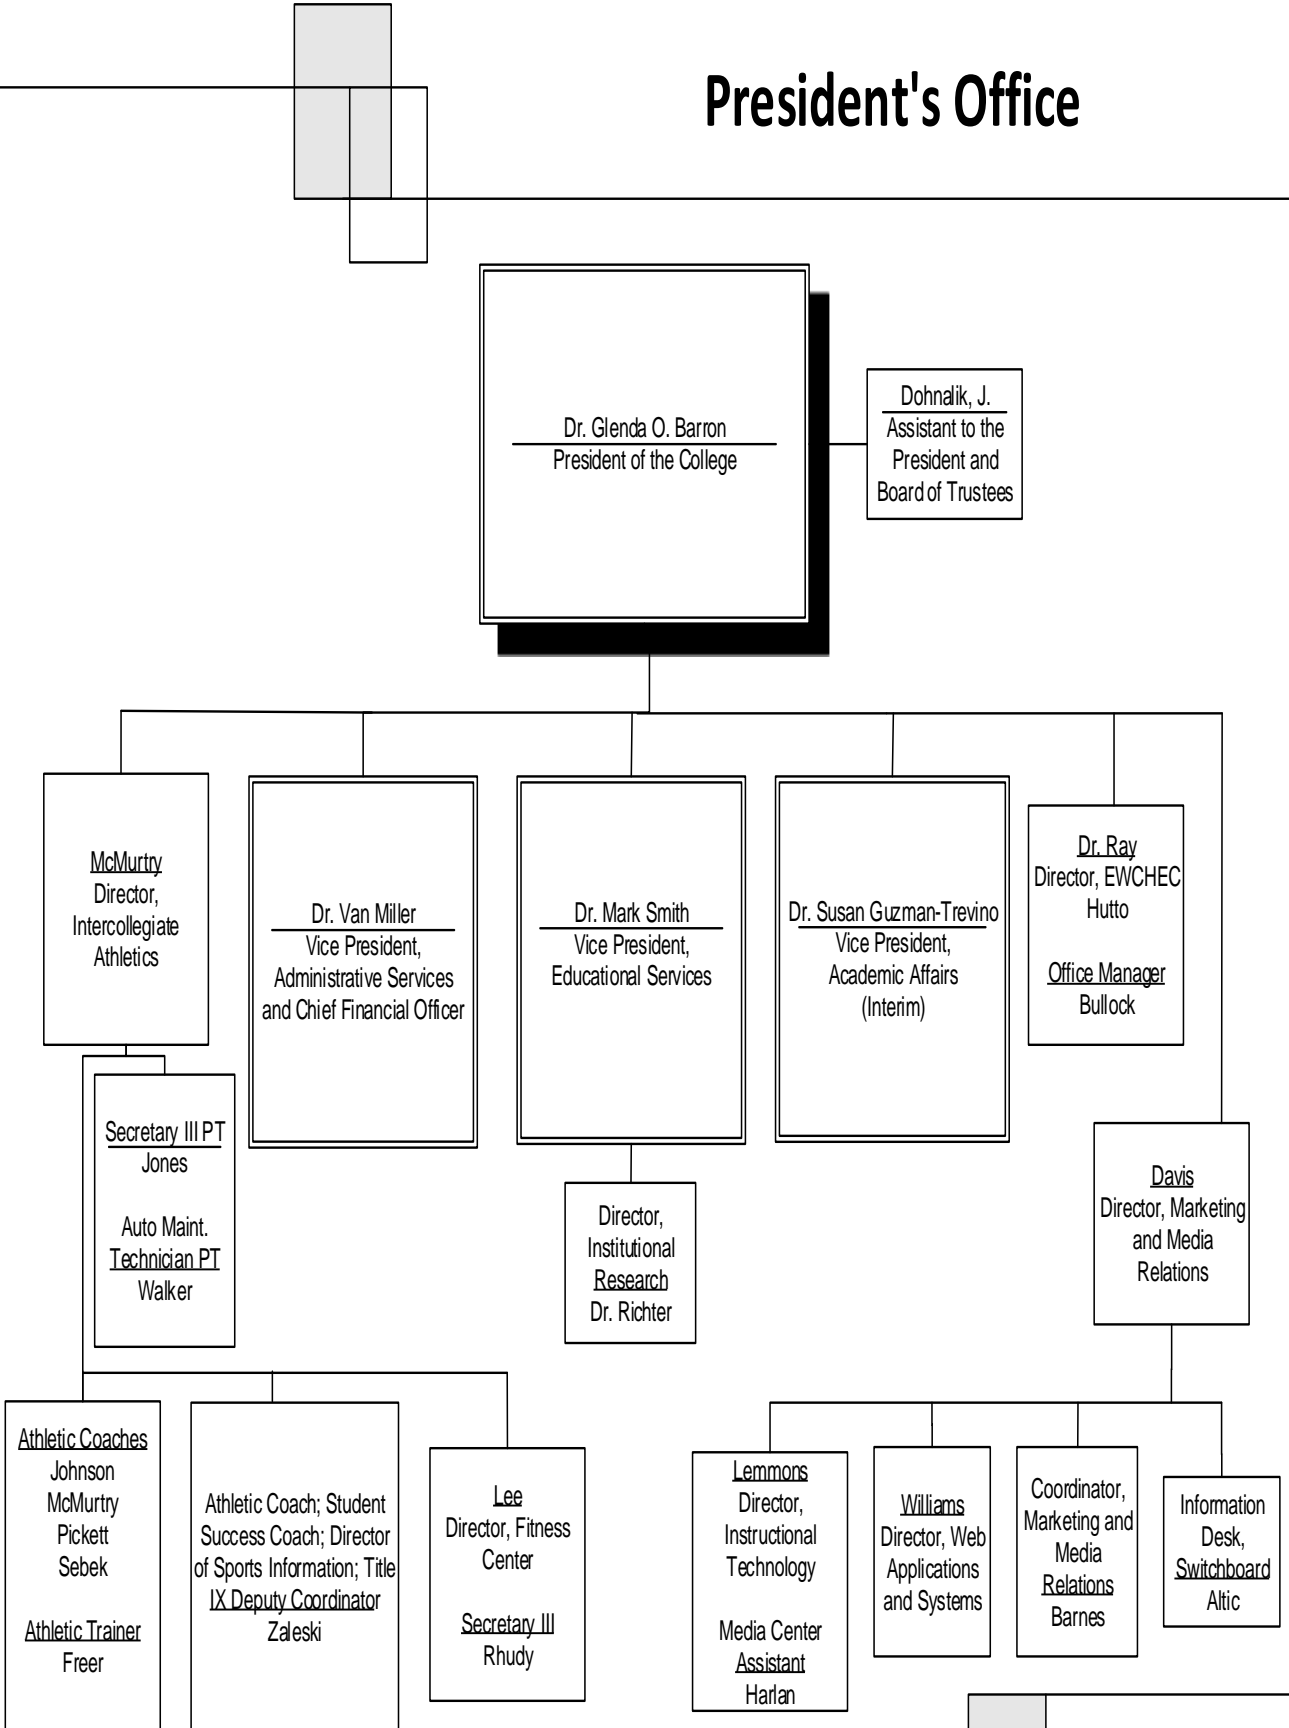 President's Office
Dr. Glenda O. Barron
President of the College
Dohnalik, J.
Assistant to the
President and
Board of Trustees
McMurtry
Director,
Intercollegiate
Athletics
Dr. Van Miller
Vice President,
Administrative Services
and Chief Financial Officer
Dr. Mark Smith
Vice President,
Educational Services
Dr. Susan Guzman-Trevino
Vice President,
Academic Affairs
(Interim)
Dr. Ray
Director, EWCHEC
Hutto
Office Manager
Bullock
Secretary III PT
Jones
Auto Maint.
Technician PT
Walker
Director,
Institutional
Research
Dr. Richter
Davis
Director, Marketing
and Media
Relations
Athletic Coaches
Johnson
McMurtry
Pickett
Sebek
Athletic Trainer
Freer
Athletic Coach; Student
Success Coach; Director
of Sports Information; Title
IX Deputy Coordinator
Zaleski
Lee
Director, Fitness
Center
Secretary III
Rhudy
Lemmons
Director,
Instructional
Technology
Media Center
Assistant
Harlan
Williams
Director, Web
Applications
and Systems
Coordinator,
Marketing and
Media
Relations
Barnes
Information
Desk,
Switchboard
Altic